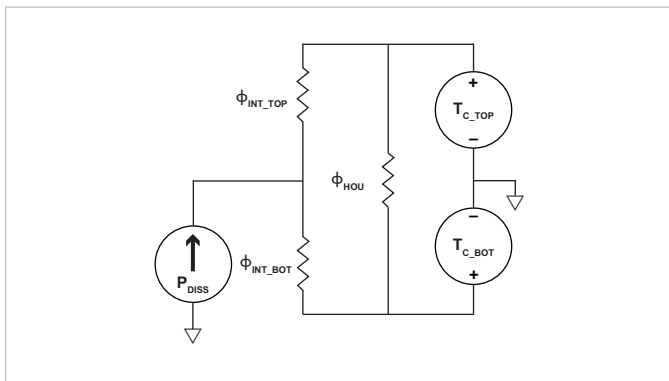 ϕINT_TOP
+
TC_TOP
–
ϕHOU
–
TC_BOT
+
ϕINT_BOT
PDISS